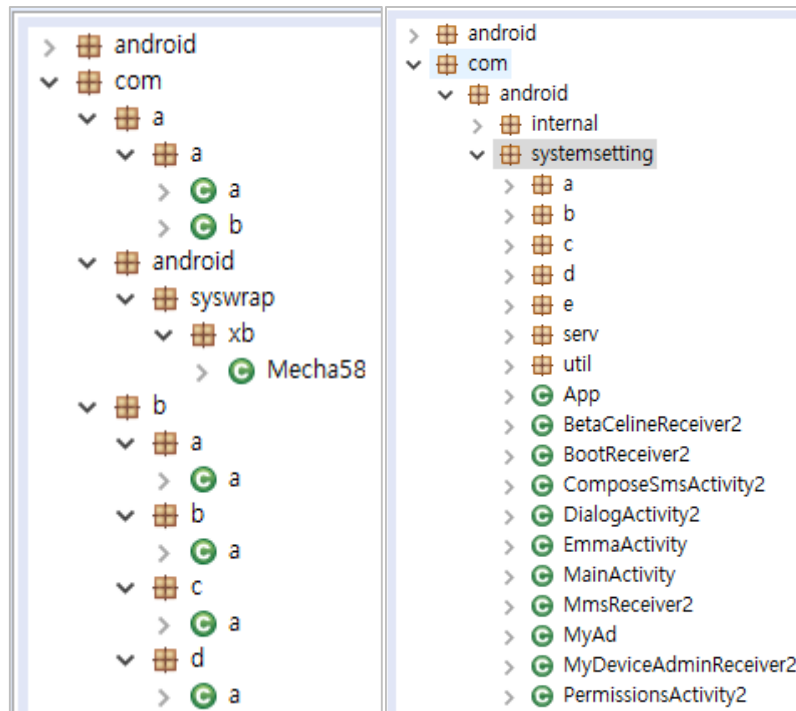 android
com
a
a
a
b
android
syswrap
xb
Mecha58
b
a
a
b
a
c
a
d
a
android
com
android
internal
systemsetting
a
b
c
d
e
serv
util
App
BetaCelineReceiver2
BootReceiver2
ComposeSmsActivity2
DialogActivity2
EmmaActivity
MainActivity
MmsReceiver2
MyAd
MyDeviceAdminReceiver2
PermissionsActivity2